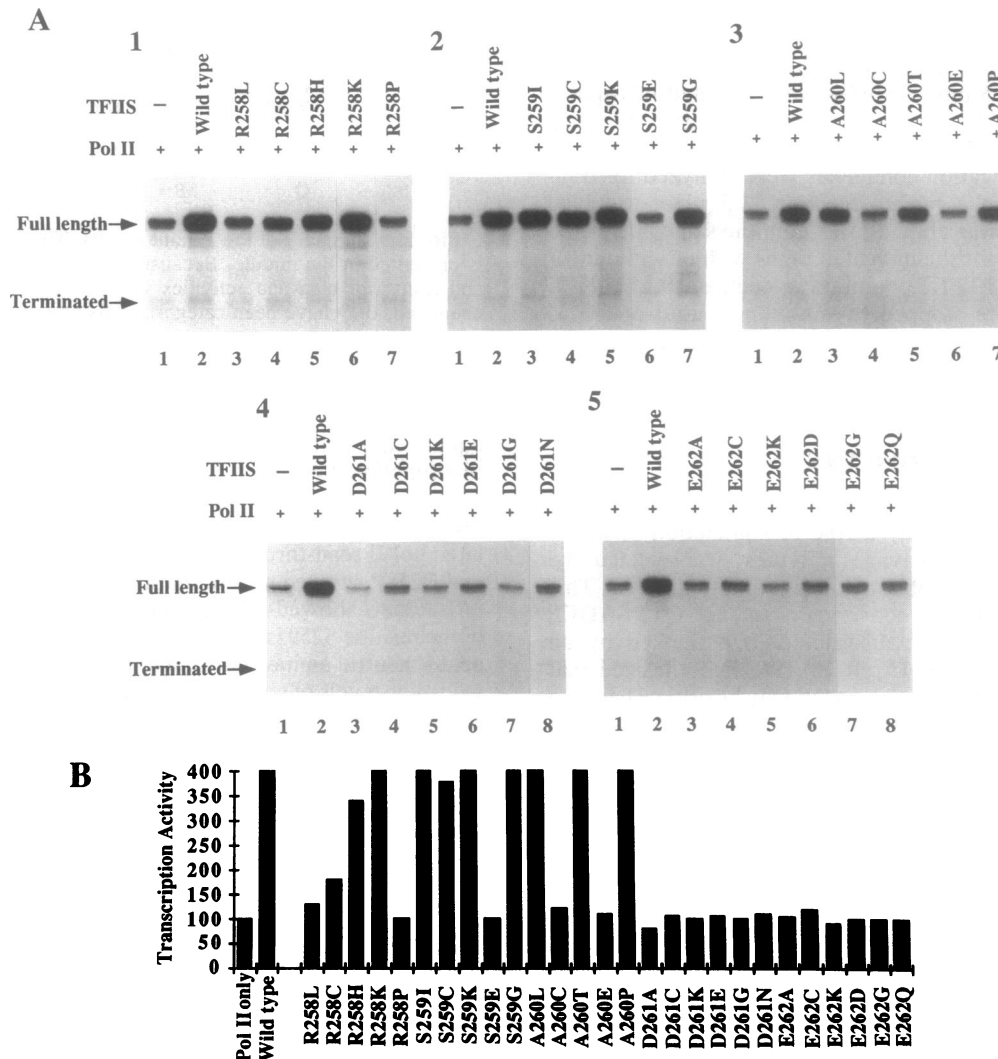 A
1
2
3
TFIIS
–
Wild type
R258L
R258C
R258H
R258K
R258P
–
Wild type
S259I
S259C
S259K
S259E
S259G
–
Wild type
A260L
A260C
A260T
A260E
A260P
Pol II
+ + + + + + +
+ + + + + + +
+ + + + + + +
Full length
Terminated
1 2 3 4 5 6 7
1 2 3 4 5 6 7
1 2 3 4 5 6 7
4
5
TFIIS
–
Wild type
D261A
D261C
D261K
D261E
D261G
D261N
–
Wild type
E262A
E262C
E262K
E262D
E262G
E262Q
Pol II
+ + + + + + + +
+ + + + + + + +
Full length
Terminated
1 2 3 4 5 6 7 8
1 2 3 4 5 6 7 8
B
Transcription Activity
400
350
300
250
200
150
100
50
0
Pol II only
Wild type
R258L
R258C
R258H
R258K
R258P
S259I
S259C
S259K
S259E
S259G
A260L
A260C
A260T
A260E
A260P
D261A
D261C
D261K
D261E
D261G
D261N
E262A
E262C
E262K
E262D
E262G
E262Q